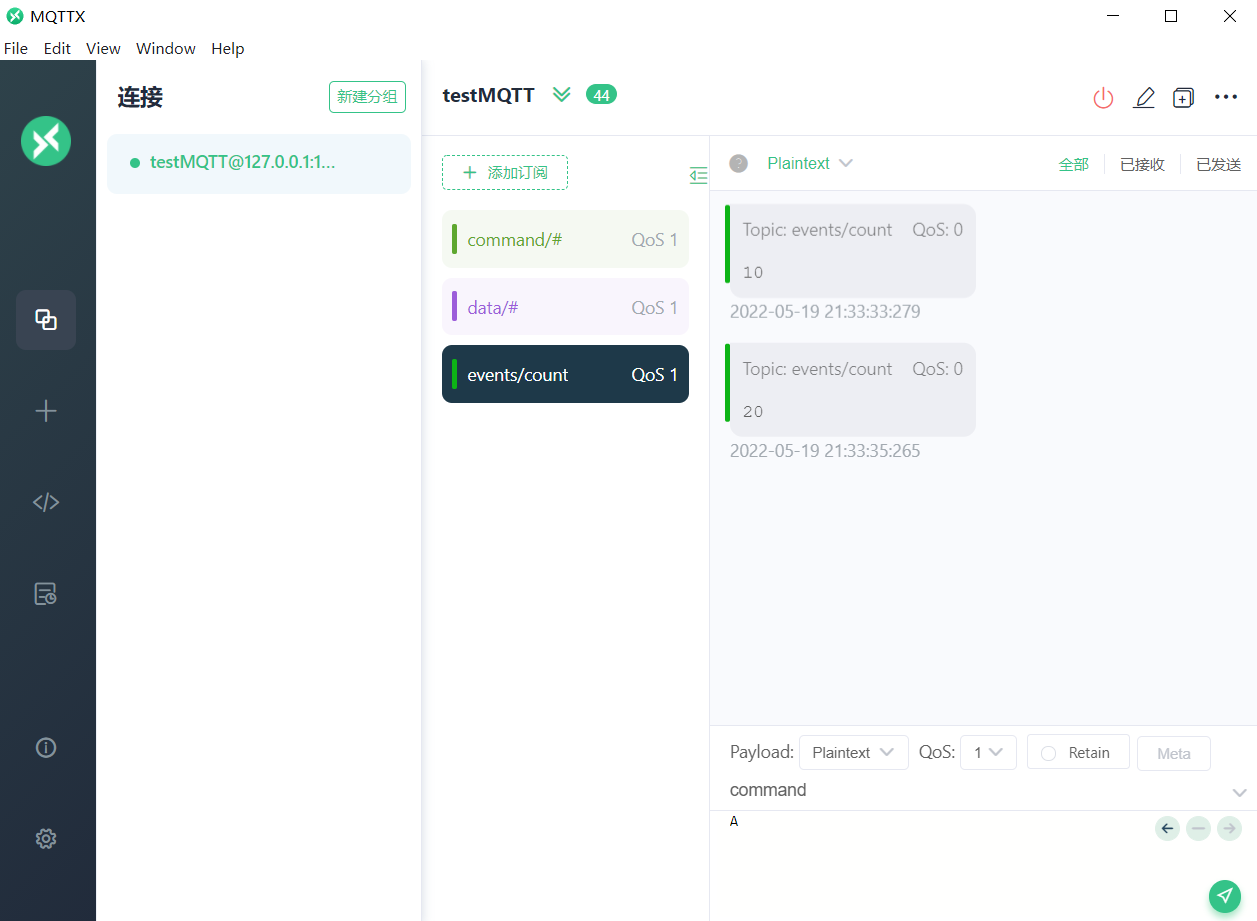 MQTTX
File Edit View Window Help
连接
新建分组
testMQTT@127.0.0.1:1...
testMQTT 44
添加订阅
command/# QoS 1
data/# QoS 1
events/count QoS 1
Plaintext
全部 已接收 已发送
Topic: events/count QoS: 0
10
2022-05-19 21:33:33:279
Topic: events/count QoS: 0
20
2022-05-19 21:33:35:265
Payload: Plaintext QoS: 1 Retain Meta
command
A